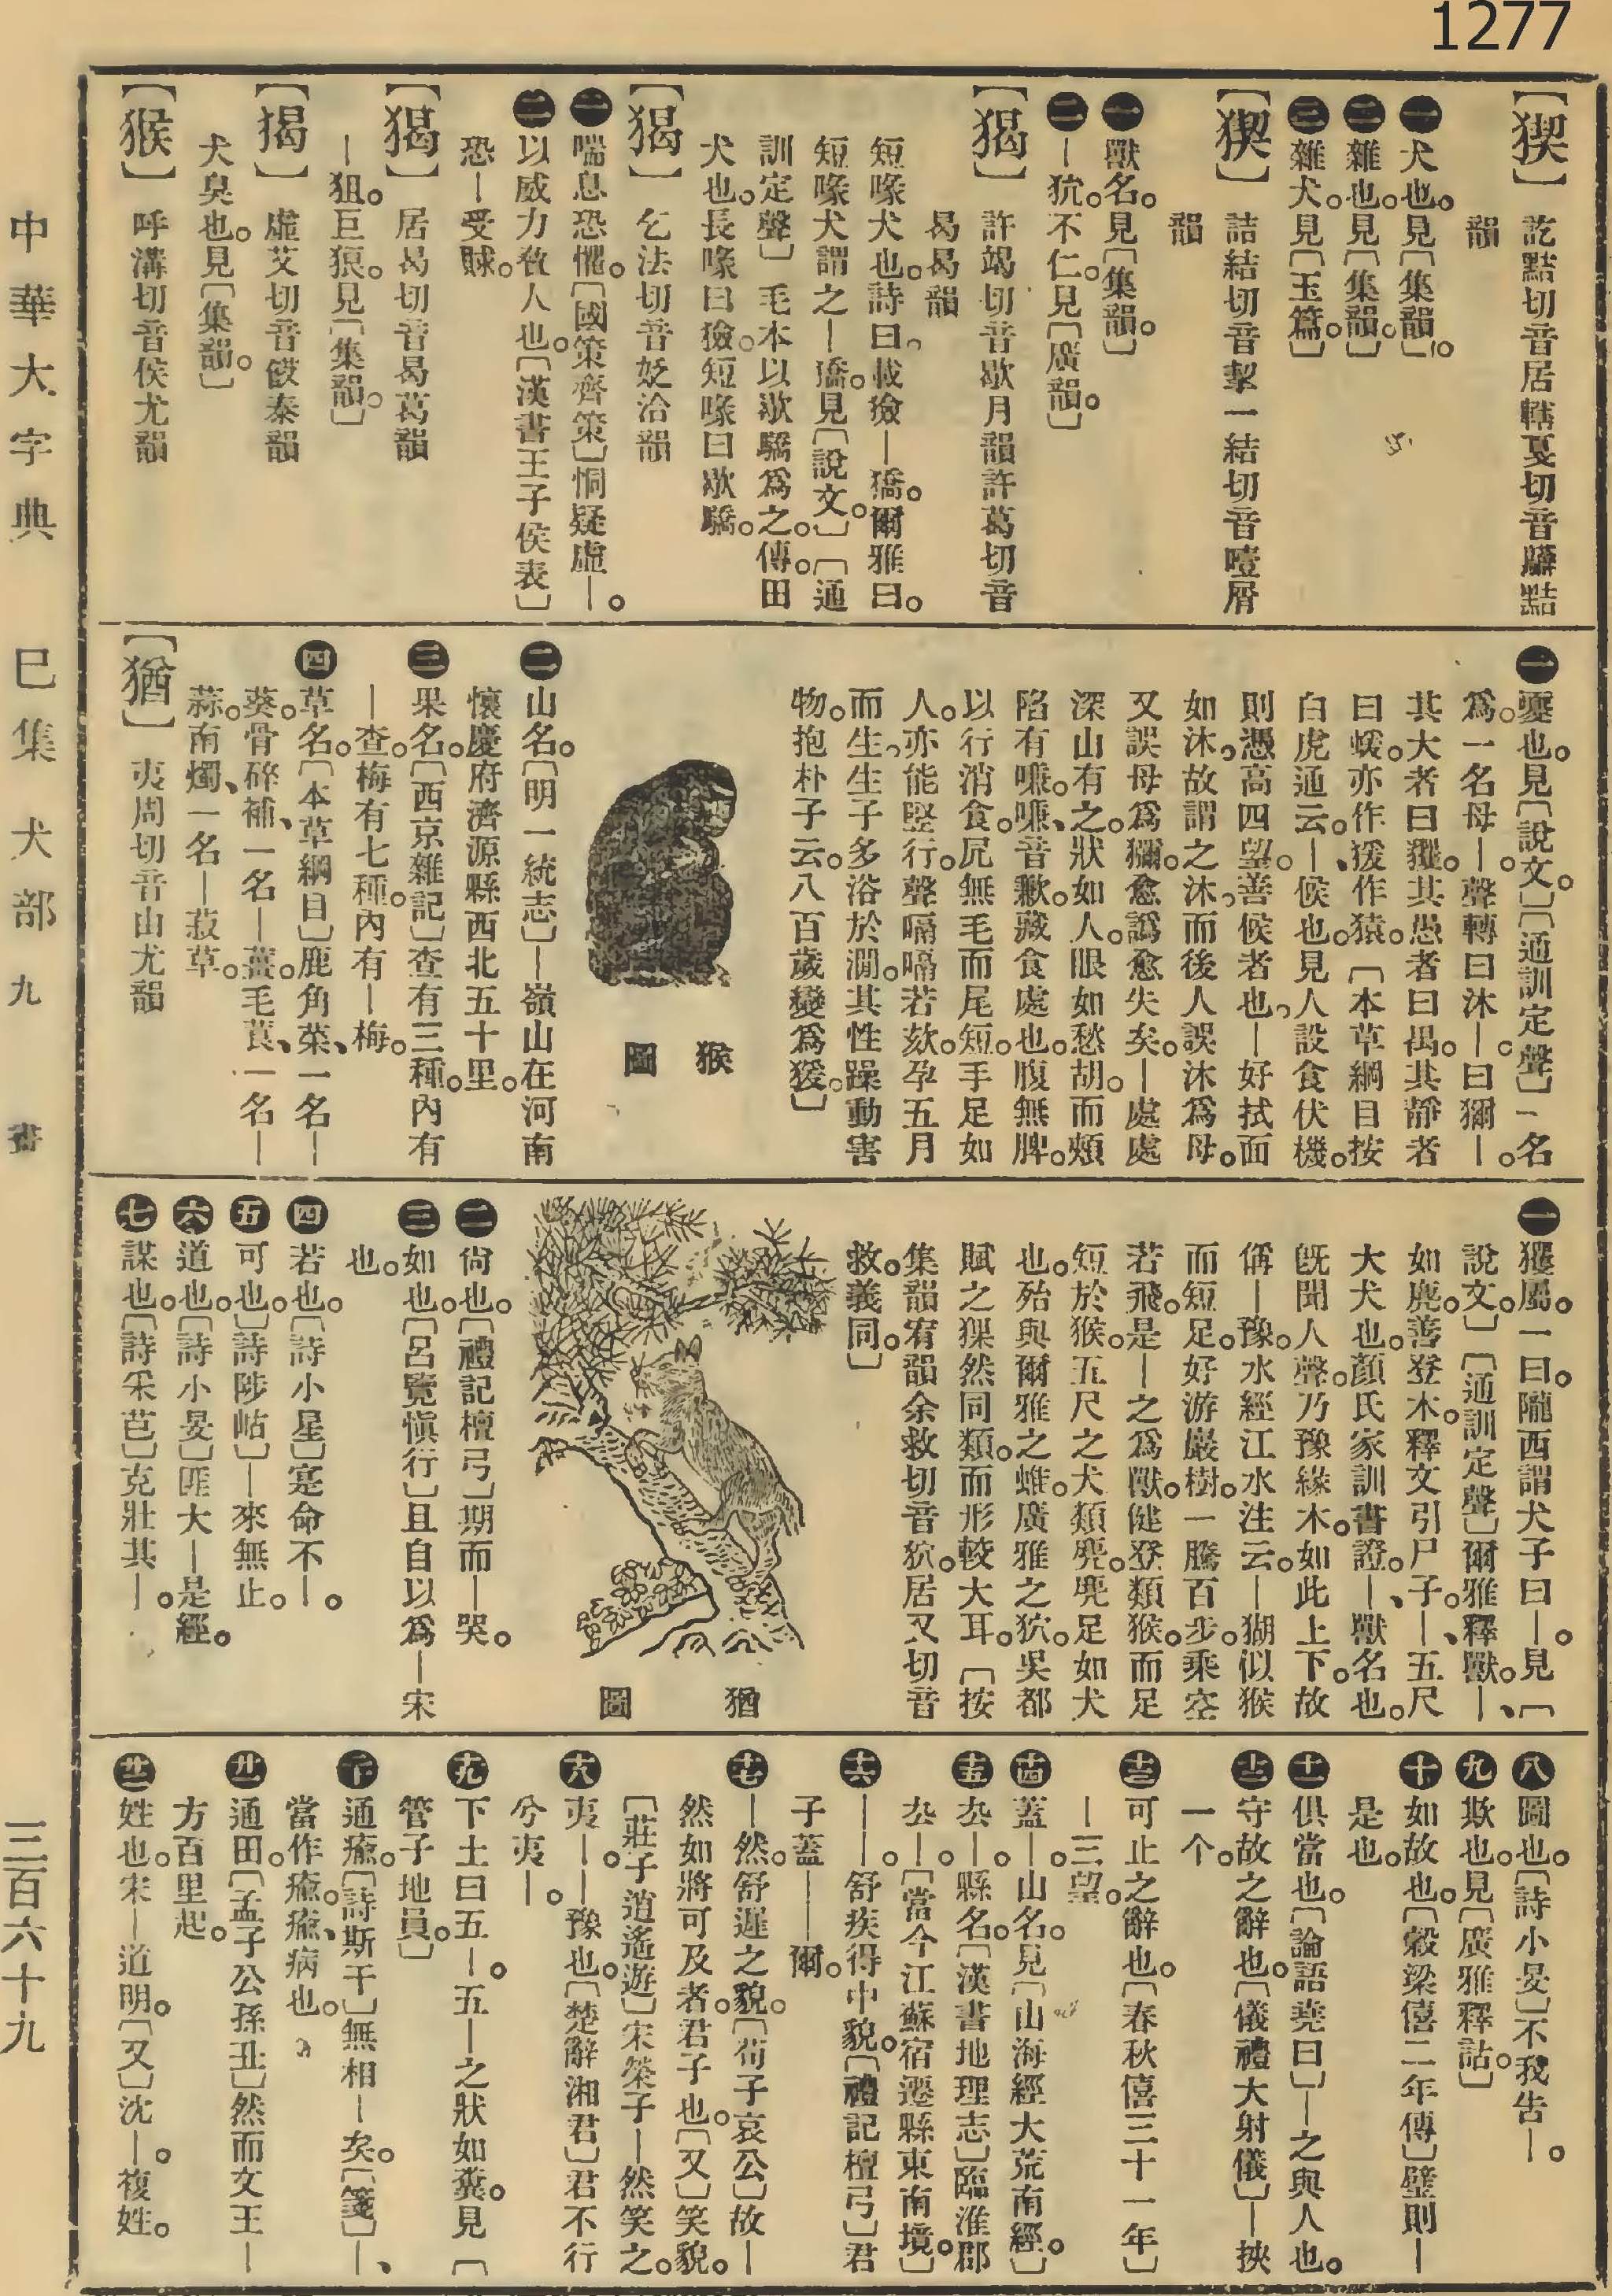 1277
中華大字典 巳集 犬部 九畫 三百六十九
【猰】 訖黠切音居轄戛切音黠
韻
㊀犬也見〔集韻〕
㊁雜也見〔集韻〕
㊂雜犬見〔玉篇〕
【猰】 詰結切音挈一結切音噎屑
韻
㊀獸名見〔集韻〕
㊁—犺不仁見〔廣韻〕
【猲】 許竭切音歇月韻許葛切音
曷曷韻
短喙犬也詩曰載獫—獢爾雅曰
短喙犬謂之—獢見〔說文〕〔通
訓定聲〕毛本以歇驕爲之傳田
犬也長喙曰獫短喙曰歇驕
【猲】 乞法切音㛍洽韻
㊀喘息恐懼〔國策齊策〕恫疑虛—
㊁以威力脅人也〔漢書王子侯表〕
恐—受賕
【猲】 居曷切音曷葛韻
—狙巨狼見〔集韻〕
【猲】 虛艾切音餀泰韻
犬臭也見〔集韻〕
【猴】 呼溝切音侯尤韻
㊀夒也見〔說文〕〔通訓定聲〕一名
爲一名母—聲轉曰沐—曰獼—
其大者曰玃其愚者曰禺其靜者
曰蝯亦作猨作猿〔本草綱目按
白虎通云—候也見人設食伏機
則憑高四望善候者也—好拭面
如沐故謂之沐而後人誤沐爲母
又誤母爲獼愈譌愈失矣—處處
深山有之狀如人眼如愁胡而頰
陷有嗛嗛音歉藏食處也腹無脾
以行消食尻無毛而尾短手足如
人亦能竪行聲嗝嗝若欬孕五月
而生生子多浴於澗其性躁動害
物抱朴子云八百歲變爲猨〕
猴圖
㊁山名〔明一統志〕—嶺山在河南
懷慶府濟源縣西北五十里
㊂果名〔西京雜記〕查有三種內有
—查梅有七種內有—梅
㊃草名〔本草綱目〕鹿角菜一名—
葵骨碎補一名—薑毛茛一名—
蒜南燭一名—菽草
【猶】 夷周切音由尤韻
㊀玃屬一曰隴西謂犬子曰—見〔
說文〕〔通訓定聲〕爾雅釋獸—
如麂善登木釋文引尸子—五尺
大犬也顏氏家訓書證—獸名也
旣聞人聲乃豫緣木如此上下故
稱—豫水經江水注云—猢似猴
而短足好游巖樹一騰百步乘空
若飛是—之爲獸健登類猴而足
短於猴五尺之犬類麂麂足如犬
也殆與爾雅之蜼廣雅之狖吳都
賦之猓然同類而形較大耳〔按
集韻宥韻余救切音狖居又切音
救義同〕
猶圖
㊁尙也〔禮記檀弓〕期而—哭
㊂如也〔呂覽愼行〕且自以爲—宋
也
㊃若也〔詩小星〕寔命不—
㊄可也〔詩陟岵〕—來無止
㊅道也〔詩小旻〕匪大—是經
㊆謀也〔詩采芑〕克壯其—
㊇圖也〔詩小旻〕不我告—
㊈欺也見〔廣雅釋詁〕
㊉如故也〔穀梁僖二年傳〕璧則—
是也
十一俱當也〔論語堯曰〕—之與人也
十二守故之辭也〔儀禮大射儀〕—挾
一个
十三可止之辭也〔春秋僖三十一年〕
—三望
十四蓋—山名見〔山海經大荒南經〕
十五厹—縣名〔漢書地理志〕臨淮郡
厹—〔當今江蘇宿遷縣東南境〕
十六——舒疾得中貌〔禮記檀弓〕君
子蓋——爾
十七—然舒遲之貌〔荀子哀公〕故—
然如將可及者君子也〔又〕笑貌
〔莊子逍遙遊〕宋榮子—然笑之
十八夷——豫也〔楚辭湘君〕君不行
兮夷—
十九下土曰五—五—之狀如糞見〔
管子地員〕
二十通瘉〔詩斯干〕無相—矣〔箋〕—
當作瘉瘉病也
廿一通由〔孟子公孫丑〕然而文王—
方百里起
廿二姓也宋—道明〔又〕沈—複姓